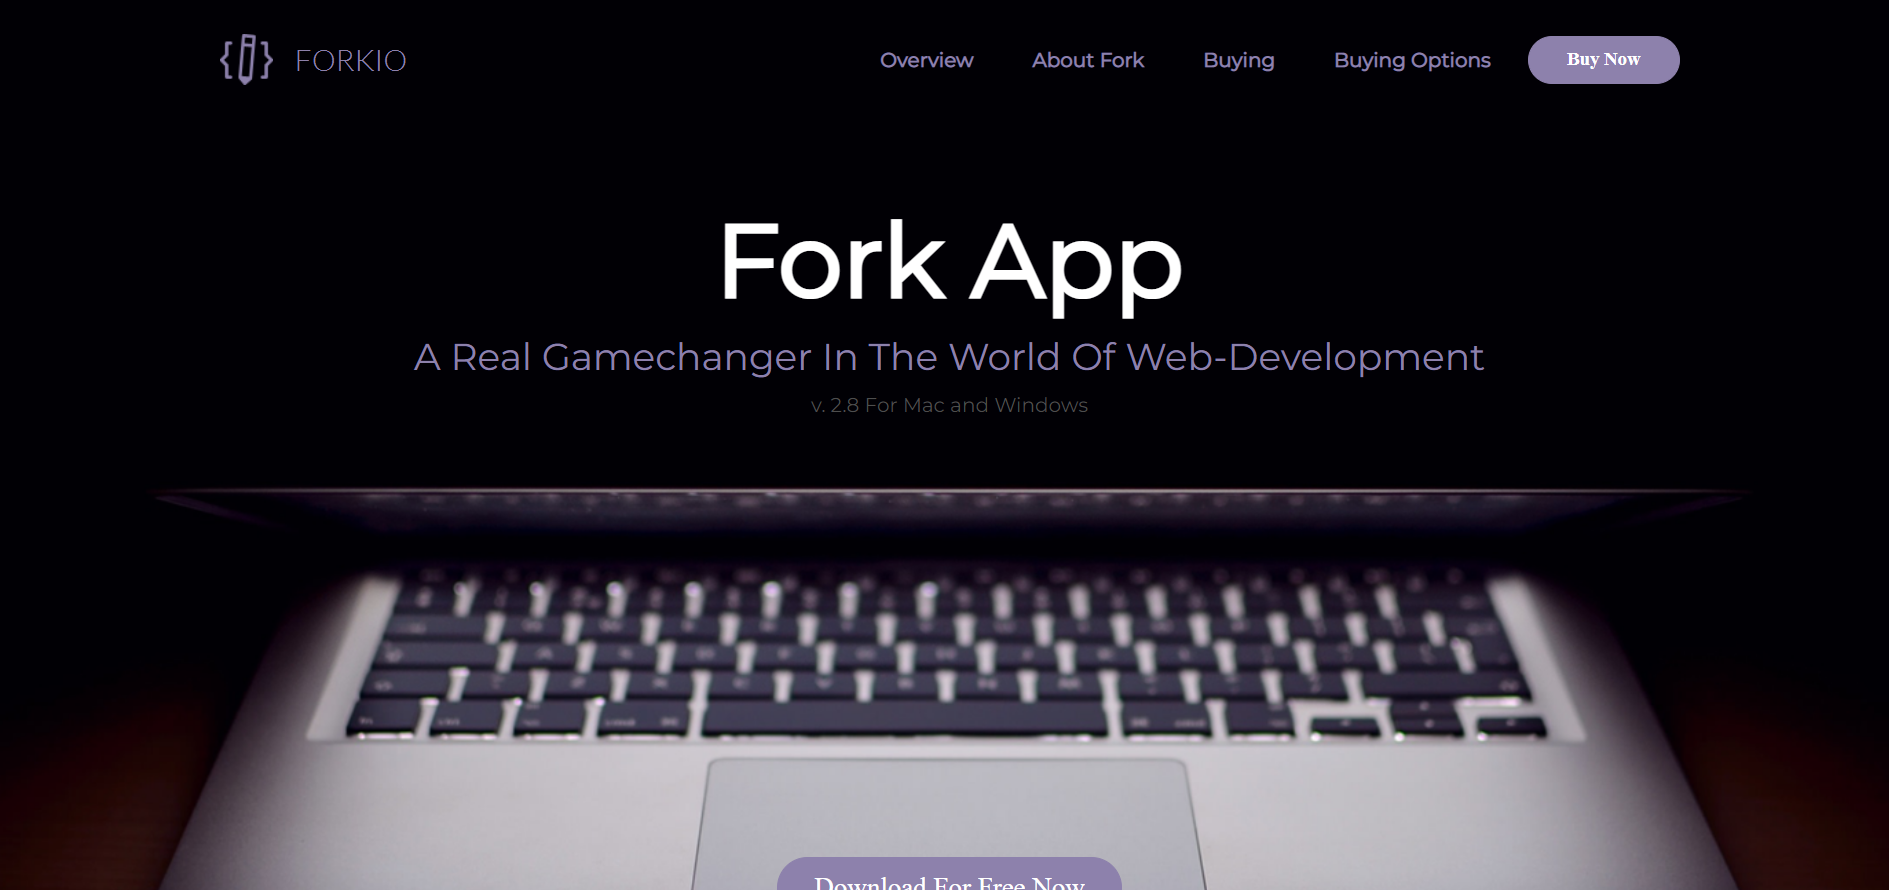 FORKIO
Overview
About Fork
Buying
Buying Options
Buy Now
Fork App
A Real Gamechanger In The World Of Web-Development
v. 2.8 For Mac and Windows
Download For Free Now